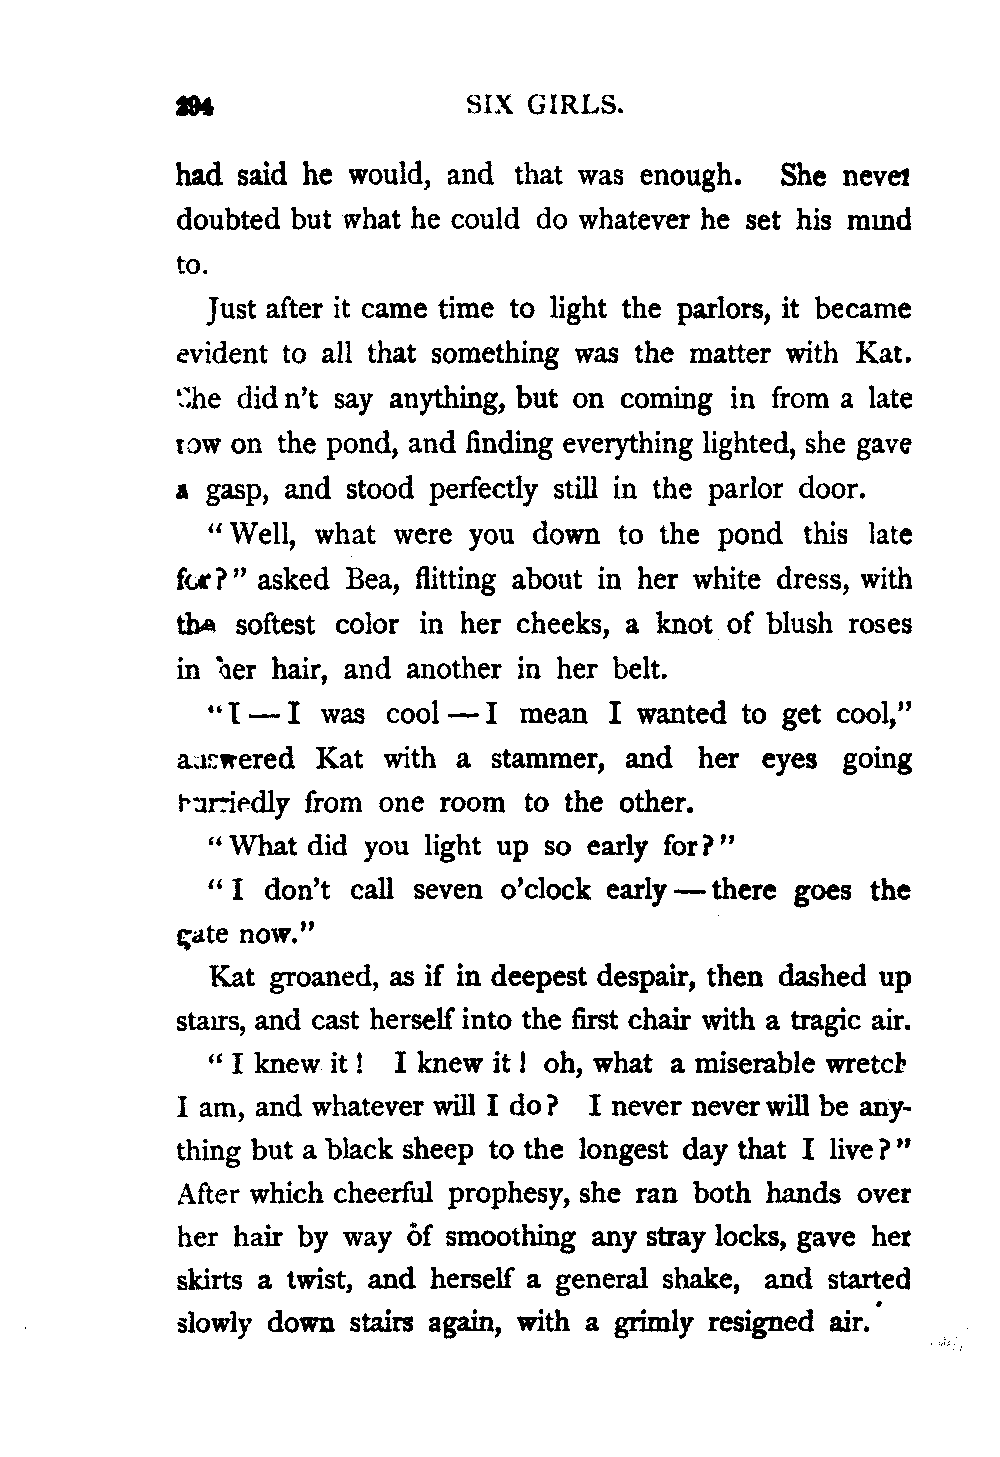 294 SIX GIRLS.
had said he would, and that was enough. She never
doubted but what he could do whatever he set his mind
to.
Just after it came time to light the parlors, it became
evident to all that something was the matter with Kat.
She didn't say anything, but on coming in from a late
row on the pond, and finding everything lighted, she gave
a gasp, and stood perfectly still in the parlor door.
"Well, what were you down to the pond this late
for?" asked Bea, flitting about in her white dress, with
the softest color in her cheeks, a knot of blush roses
in her hair, and another in her belt.
"I — I was cool — I mean I wanted to get cool,"
answered Kat with a stammer, and her eyes going
hurriedly from one room to the other.
"What did you light up so early for?"
"I don't call seven o'clock early — there goes the
gate now."
Kat groaned, as if in deepest despair, then dashed up
stairs, and cast herself into the first chair with a tragic air.
"I knew it! I knew it! oh, what a miserable wretch
I am, and whatever will I do? I never never will be any-
thing but a black sheep to the longest day that I live?"
After which cheerful prophesy, she ran both hands over
her hair by way of smoothing any stray locks, gave her
skirts a twist, and herself a general shake, and started
slowly down stairs again, with a grimly resigned air.